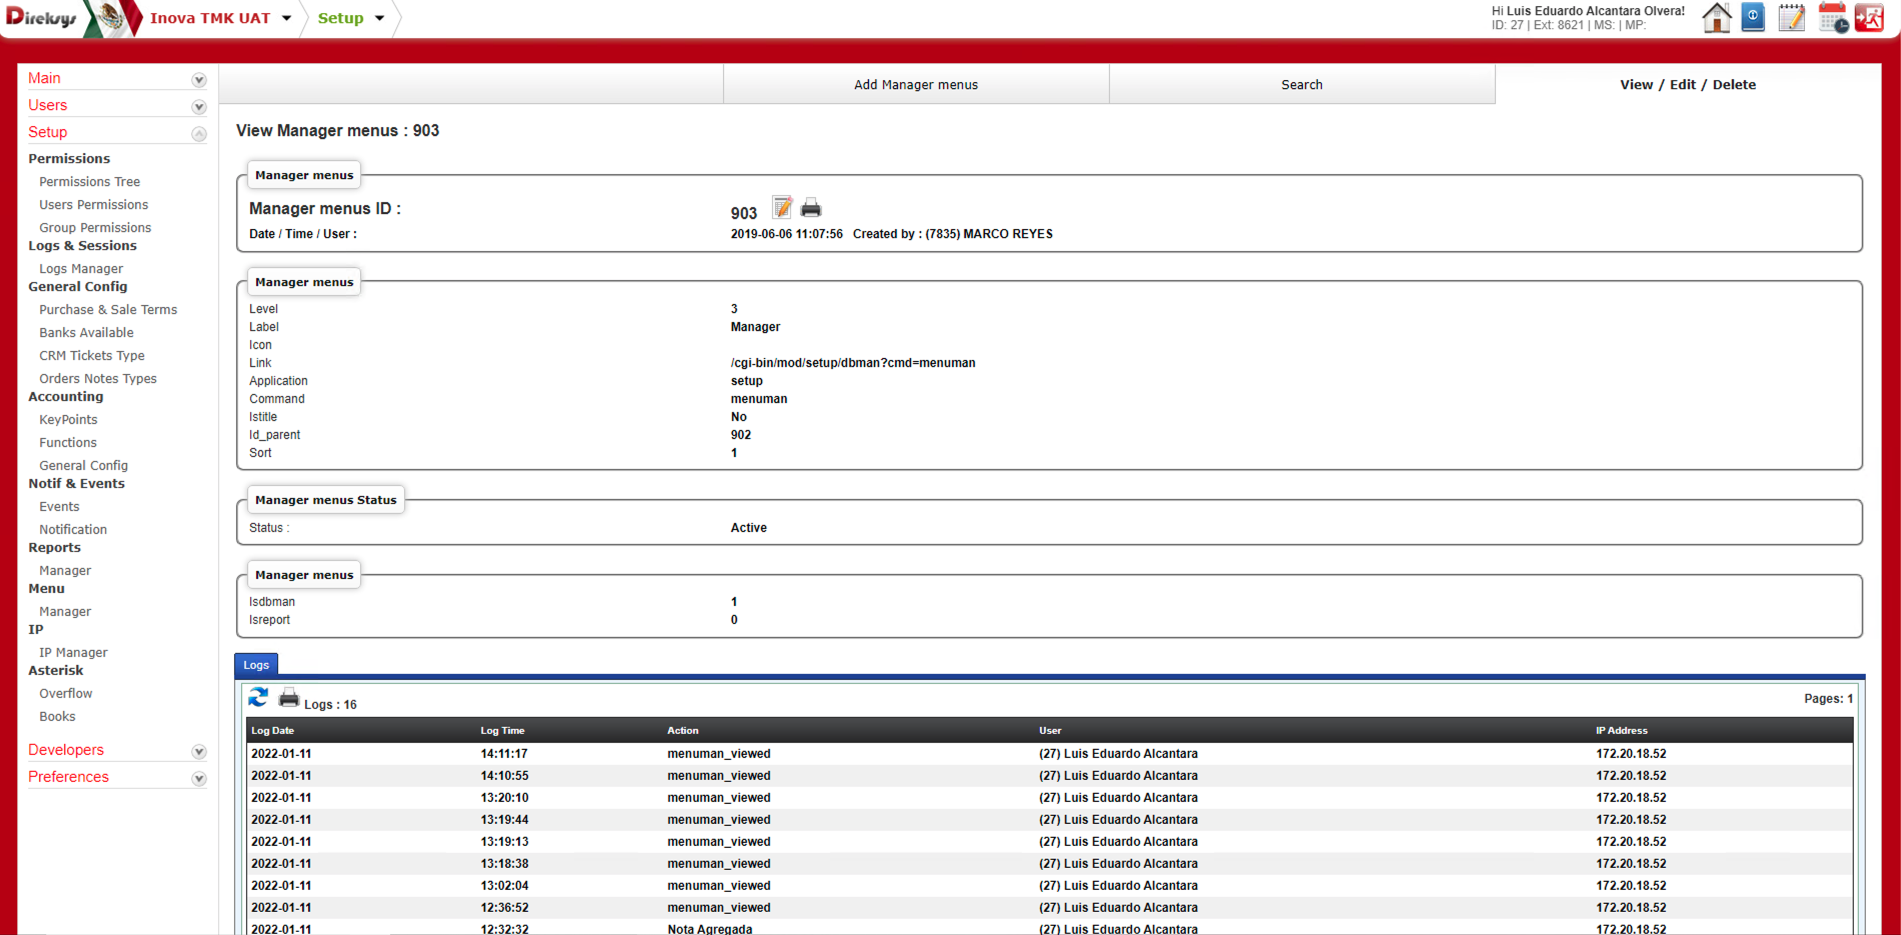 Direksys
Inova TMK UAT
Setup
Hi Luis Eduardo Alcantara Olvera!
ID: 27 | Ext: 8621 | MS: | MP:
Main
Users
Setup
Permissions
Permissions Tree
Users Permissions
Group Permissions
Logs & Sessions
Logs Manager
General Config
Purchase & Sale Terms
Banks Available
CRM Tickets Type
Orders Notes Types
Accounting
KeyPoints
Functions
General Config
Notif & Events
Events
Notification
Reports
Manager
Menu
Manager
IP
IP Manager
Asterisk
Overflow
Books
Developers
Preferences
Add Manager menus
Search
View / Edit / Delete
View Manager menus : 903
Manager menus
Manager menus ID : 903
Date / Time / User : 2019-06-06 11:07:56 Created by : (7835) MARCO REYES
Manager menus
Level 3
Label Manager
Icon
Link /cgi-bin/mod/setup/dbman?cmd=menuman
Application setup
Command menuman
Istitle No
Id_parent 902
Sort 1
Manager menus Status
Status : Active
Manager menus
Isdbman 1
Isreport 0
Logs
Logs : 16 Pages: 1
Log Date Log Time Action User IP Address
2022-01-11 14:11:17 menuman_viewed (27) Luis Eduardo Alcantara 172.20.18.52
2022-01-11 14:10:55 menuman_viewed (27) Luis Eduardo Alcantara 172.20.18.52
2022-01-11 13:20:10 menuman_viewed (27) Luis Eduardo Alcantara 172.20.18.52
2022-01-11 13:19:44 menuman_viewed (27) Luis Eduardo Alcantara 172.20.18.52
2022-01-11 13:19:13 menuman_viewed (27) Luis Eduardo Alcantara 172.20.18.52
2022-01-11 13:18:38 menuman_viewed (27) Luis Eduardo Alcantara 172.20.18.52
2022-01-11 13:02:04 menuman_viewed (27) Luis Eduardo Alcantara 172.20.18.52
2022-01-11 12:36:52 menuman_viewed (27) Luis Eduardo Alcantara 172.20.18.52
2022-01-11 12:32:32 Nota Agregada (27) Luis Eduardo Alcantara 172.20.18.52